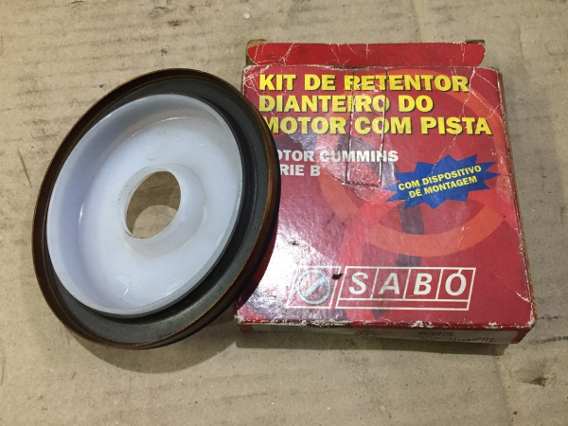 KIT DE RETENTOR
DIANTEIRO DO
MOTOR COM PISTA
OTOR CUMMINS
RIE B
COM DISPOSITIVO
DE MONTAGEM
SABÓ